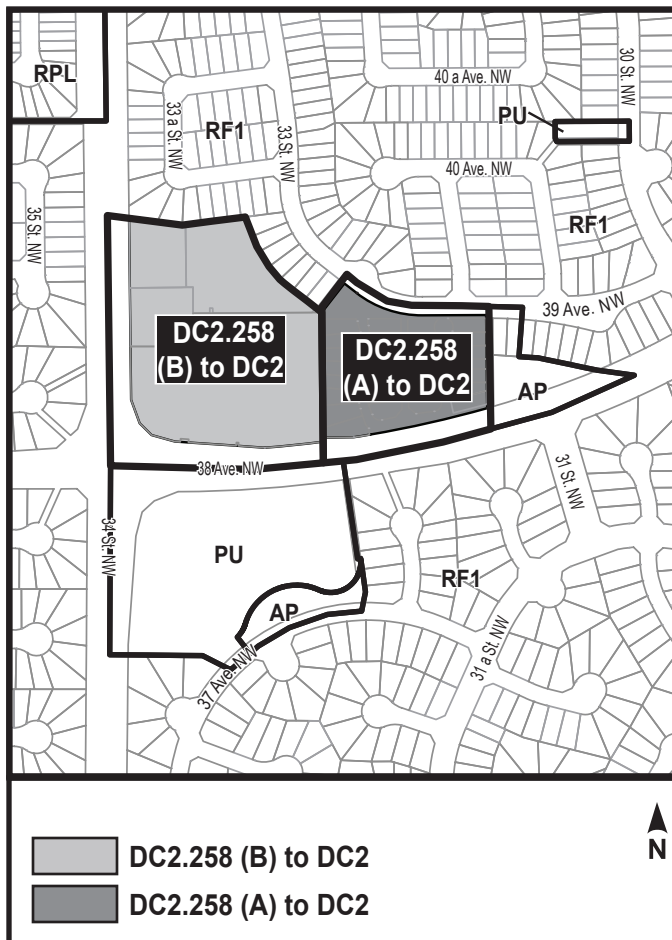 RPL
40 a Ave. NW
30 St. NW
33 a St. NW
RF1
33 St. NW
PU
40 Ave. NW
35 St. NW
RF1
39 Ave. NW
DC2.258
(B) to DC2
DC2.258
(A) to DC2
AP
38 Ave. NW
31 St. NW
34 St. NW
PU
RF1
AP
37 Ave. NW
31 a St. NW
DC2.258 (B) to DC2
DC2.258 (A) to DC2
N